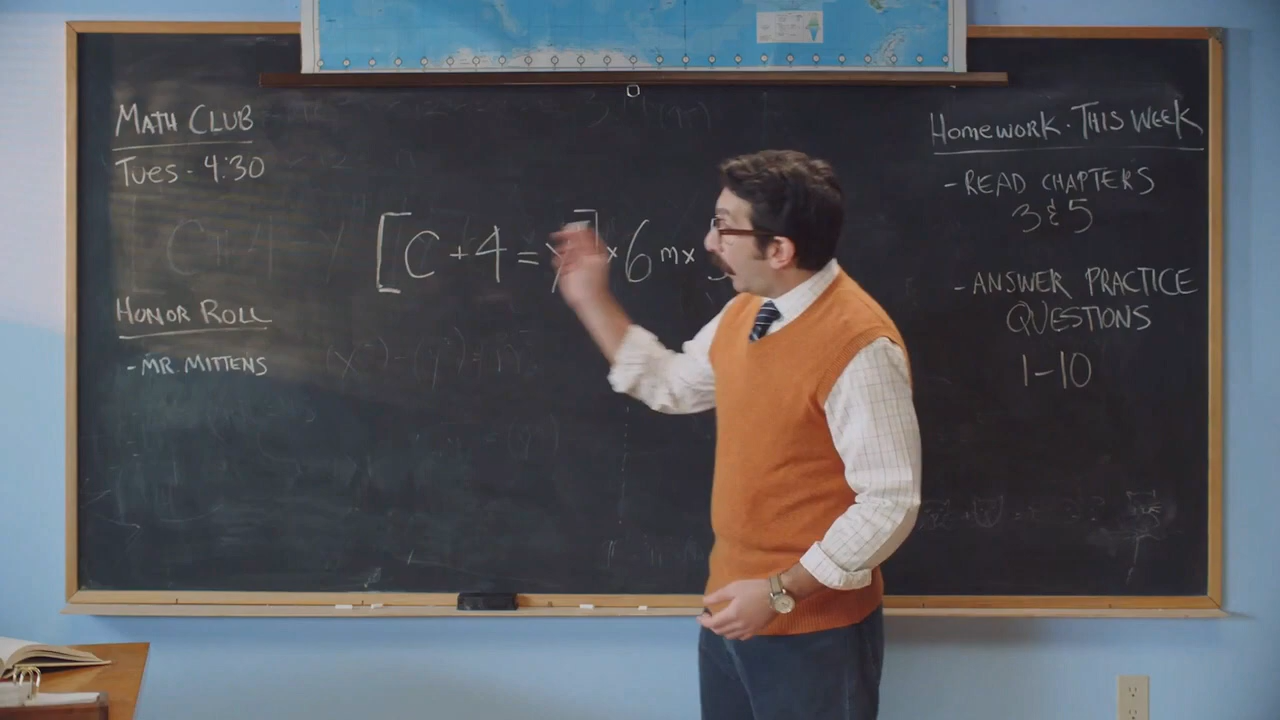 MATH CLUB
TUES - 4:30
HONOR ROLL
- MR. MITTENS
[C + 4 = y] x 6 m x
HOMEWORK - THIS WEEK
- READ CHAPTERS
3 & 5
- ANSWER PRACTICE
QUESTIONS
1-10